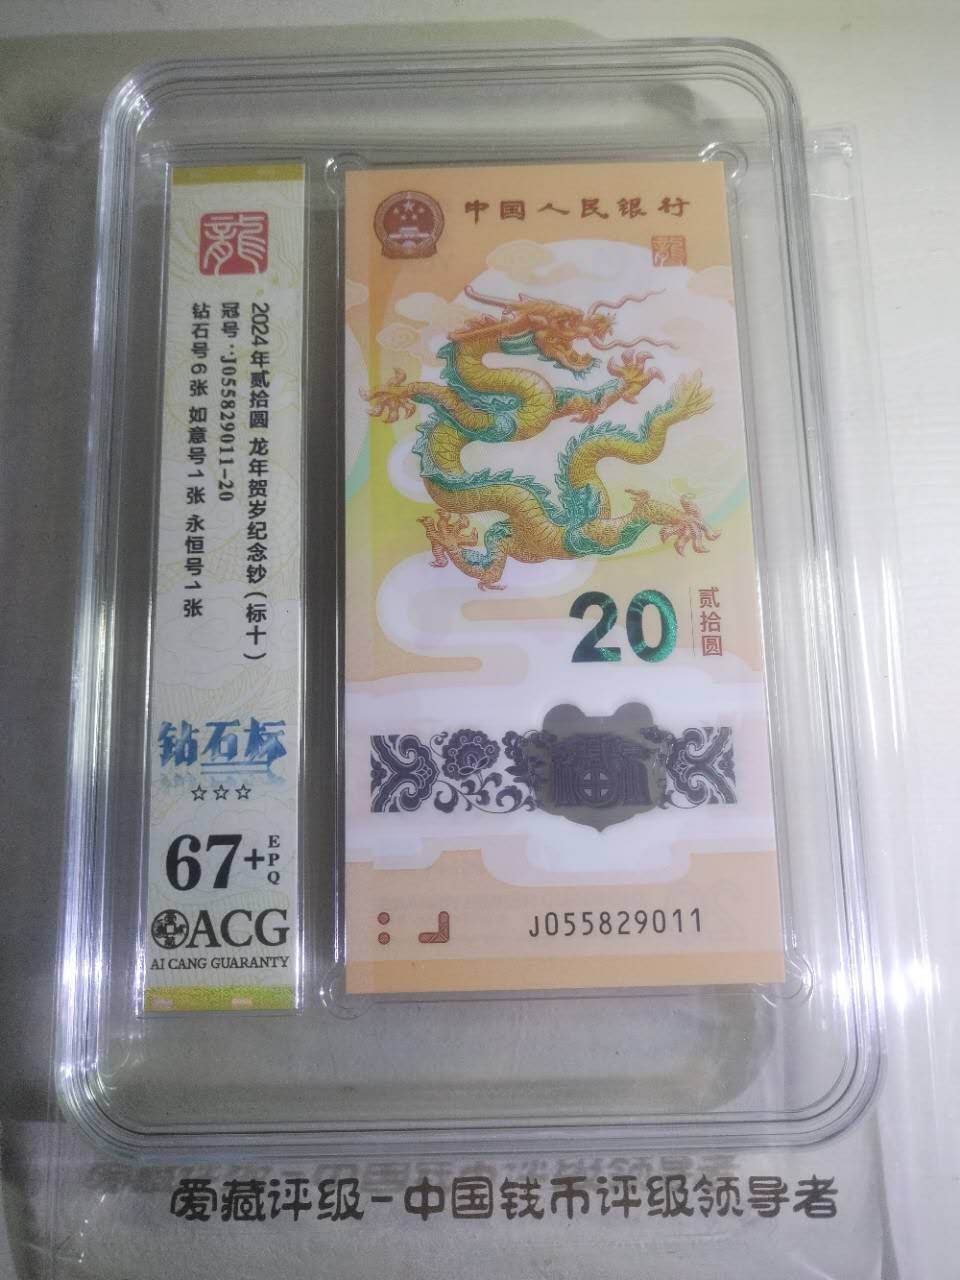 龍
2024年贰拾圆 龙年贺岁纪念钞(标十)
冠号:J055829011-20
钻石号6张 如意号1张 永恒号1张
钻石标
☆☆☆
67+
EPQ
ACG
AI CANG GUARANTY
中国人民银行
龍
20
贰拾圆
J055829011
爱藏评级-中国钱币评级领导者